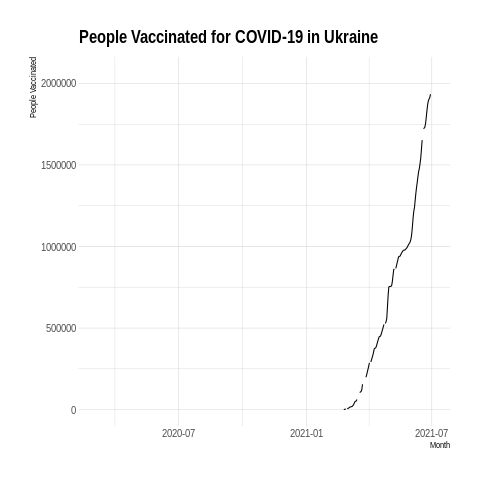 People Vaccinated for COVID-19 in Ukraine
People Vaccinated
2000000
1500000
1000000
500000
0
2020-07 2021-01 2021-07
Month